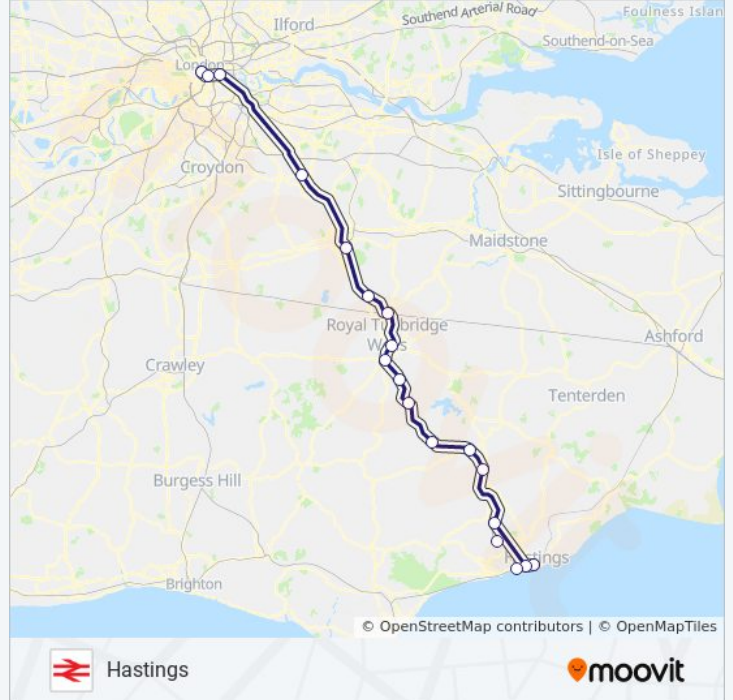 Ilford
Southend Arterial Road
Foulness Islan
Southend-on-Sea
London
Isle of Sheppey
Croydon
Sittingbourne
Maidstone
Royal Tunbridge
Wells
Ashford
Crawley
Tenterden
Burgess Hill
Hastings
Brighton
© OpenStreetMap contributors | © OpenMapTiles
Hastings
moovit